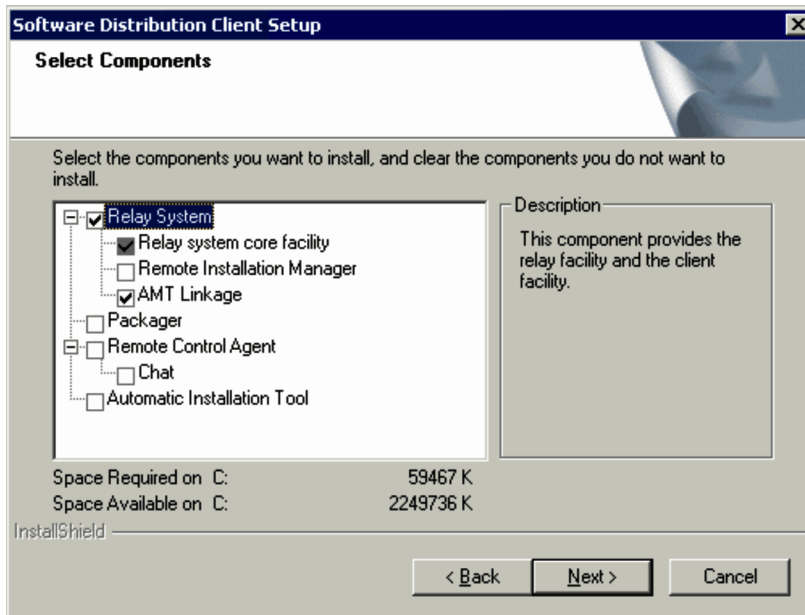 Software Distribution Client Setup
Select Components
Select the components you want to install, and clear the components you do not want to
install.
Relay System
Relay system core facility
Remote Installation Manager
AMT Linkage
Packager
Remote Control Agent
Chat
Automatic Installation Tool
Description
This component provides the
relay facility and the client
facility.
Space Required on C: 59467 K
Space Available on C: 2249736 K
InstallShield
< Back Next > Cancel